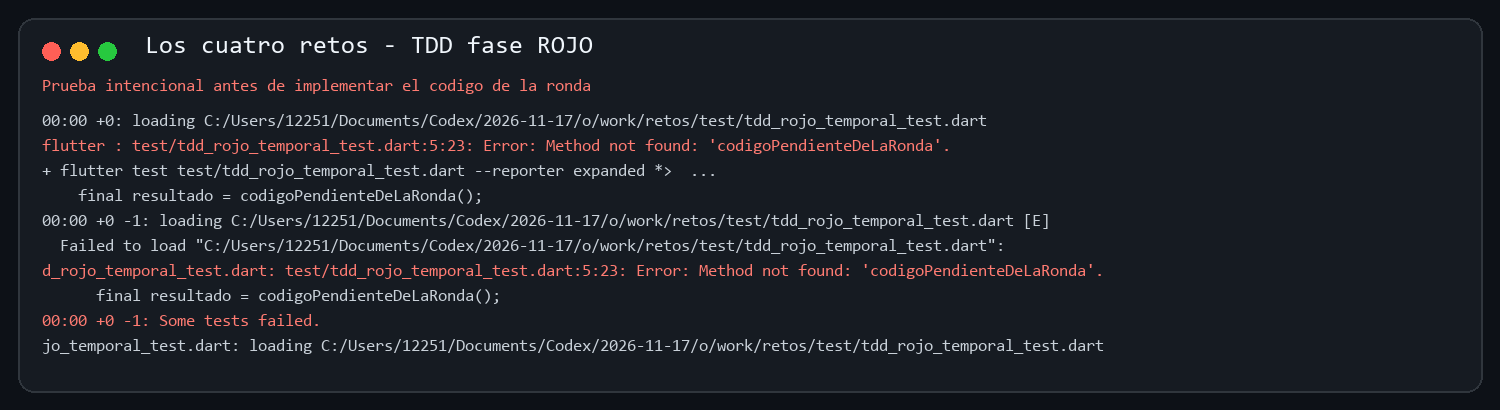 Los cuatro retos - TDD fase ROJO
Prueba intencional antes de implementar el codigo de la ronda
00:00 +0: loading C:/Users/12251/Documents/Codex/2026-11-17/o/work/retos/test/tdd_rojo_temporal_test.dart
flutter : test/tdd_rojo_temporal_test.dart:5:23: Error: Method not found: 'codigoPendienteDeLaRonda'.
+ flutter test test/tdd_rojo_temporal_test.dart --reporter expanded *>  ...
    final resultado = codigoPendienteDeLaRonda();
00:00 +0 -1: loading C:/Users/12251/Documents/Codex/2026-11-17/o/work/retos/test/tdd_rojo_temporal_test.dart [E]
  Failed to load "C:/Users/12251/Documents/Codex/2026-11-17/o/work/retos/test/tdd_rojo_temporal_test.dart":
d_rojo_temporal_test.dart: test/tdd_rojo_temporal_test.dart:5:23: Error: Method not found: 'codigoPendienteDeLaRonda'.
      final resultado = codigoPendienteDeLaRonda();
00:00 +0 -1: Some tests failed.
jo_temporal_test.dart: loading C:/Users/12251/Documents/Codex/2026-11-17/o/work/retos/test/tdd_rojo_temporal_test.dart